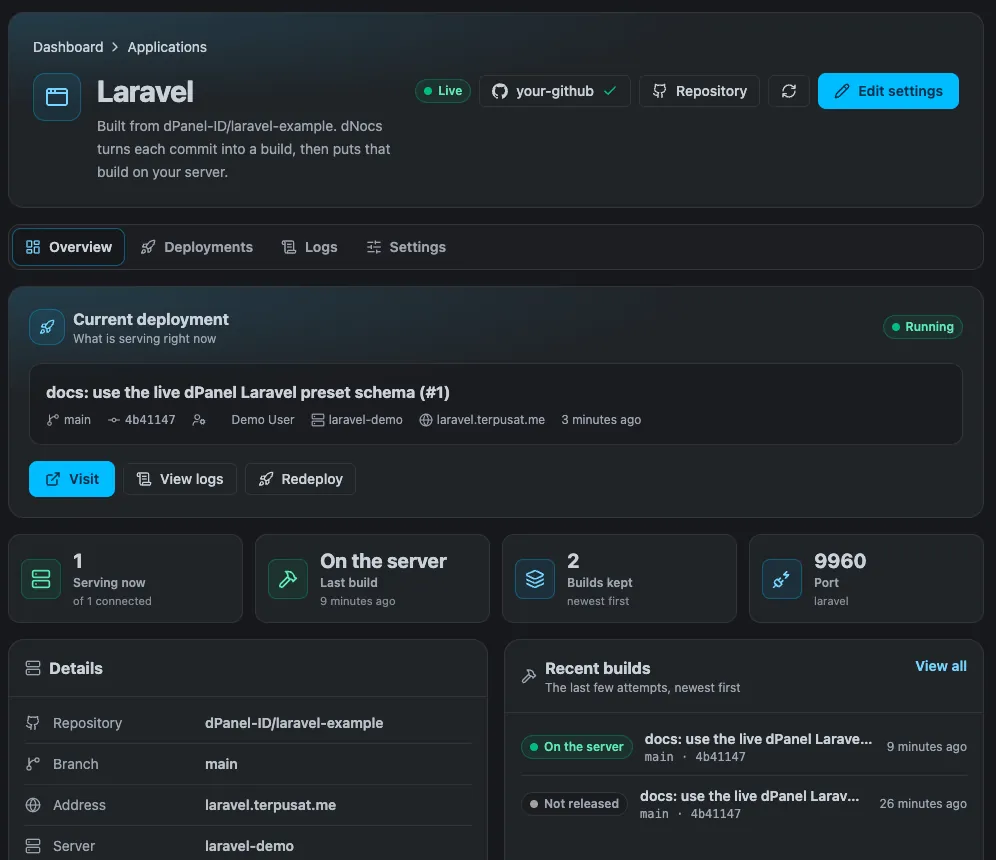 Dashboard > Applications
Laravel
Live
your-github
Repository
Edit settings
Built from dPanel-ID/laravel-example. dNocs
turns each commit into a build, then puts that
build on your server.
Overview
Deployments
Logs
Settings
Current deployment
What is serving right now
Running
docs: use the live dPanel Laravel preset schema (#1)
main 4b41147 Demo User laravel-demo laravel.terpusat.me 3 minutes ago
Visit
View logs
Redeploy
1
Serving now
of 1 connected
On the server
Last build
9 minutes ago
2
Builds kept
newest first
9960
Port
laravel
Details
Repository dPanel-ID/laravel-example
Branch main
Address laravel.terpusat.me
Server laravel-demo
Recent builds
The last few attempts, newest first
View all
On the server
docs: use the live dPanel Larave...
main · 4b41147
9 minutes ago
Not released
docs: use the live dPanel Larav...
main · 4b41147
26 minutes ago